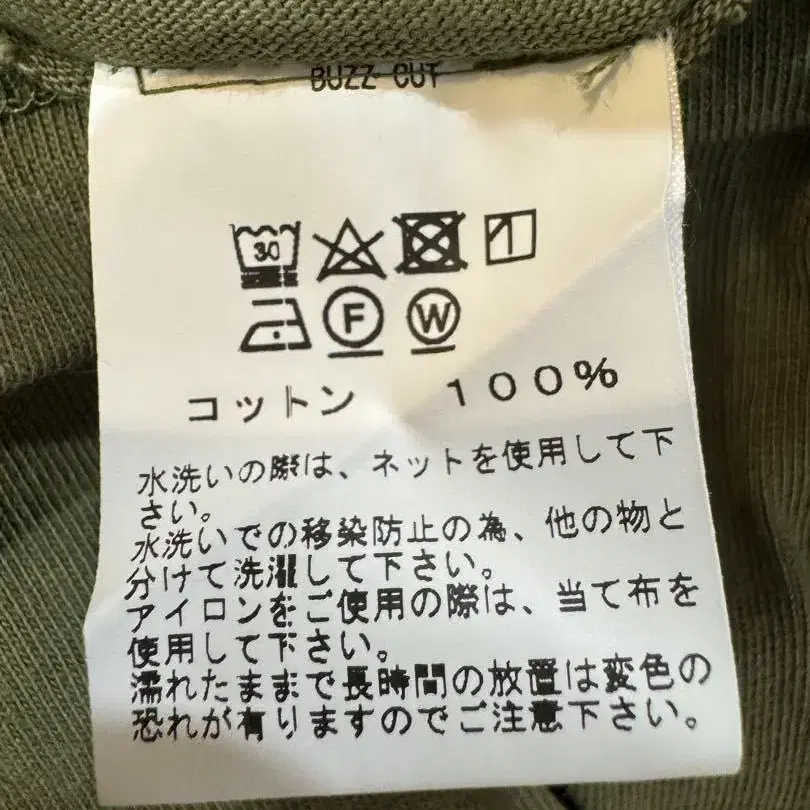 BUZZ CUT
30
F
W
コットン 100%
水洗いの際は、ネットを使用して下
さい。
水洗いでの移染防止の為、他の物と
分けて洗濯して下さい。
アイロンをご使用の際は、当て布を
使用して下さい。
濡れたままで長時間の放置は変色の
恐れが有りますのでご注意下さい。